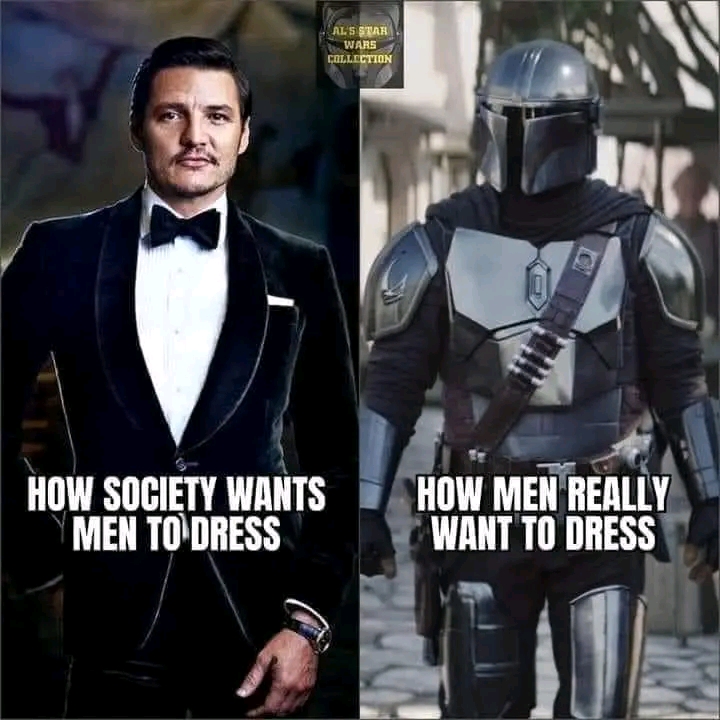 AL'S STAR
WARS
COLLECTION
HOW SOCIETY WANTS
MEN TO DRESS
HOW MEN REALLY
WANT TO DRESS